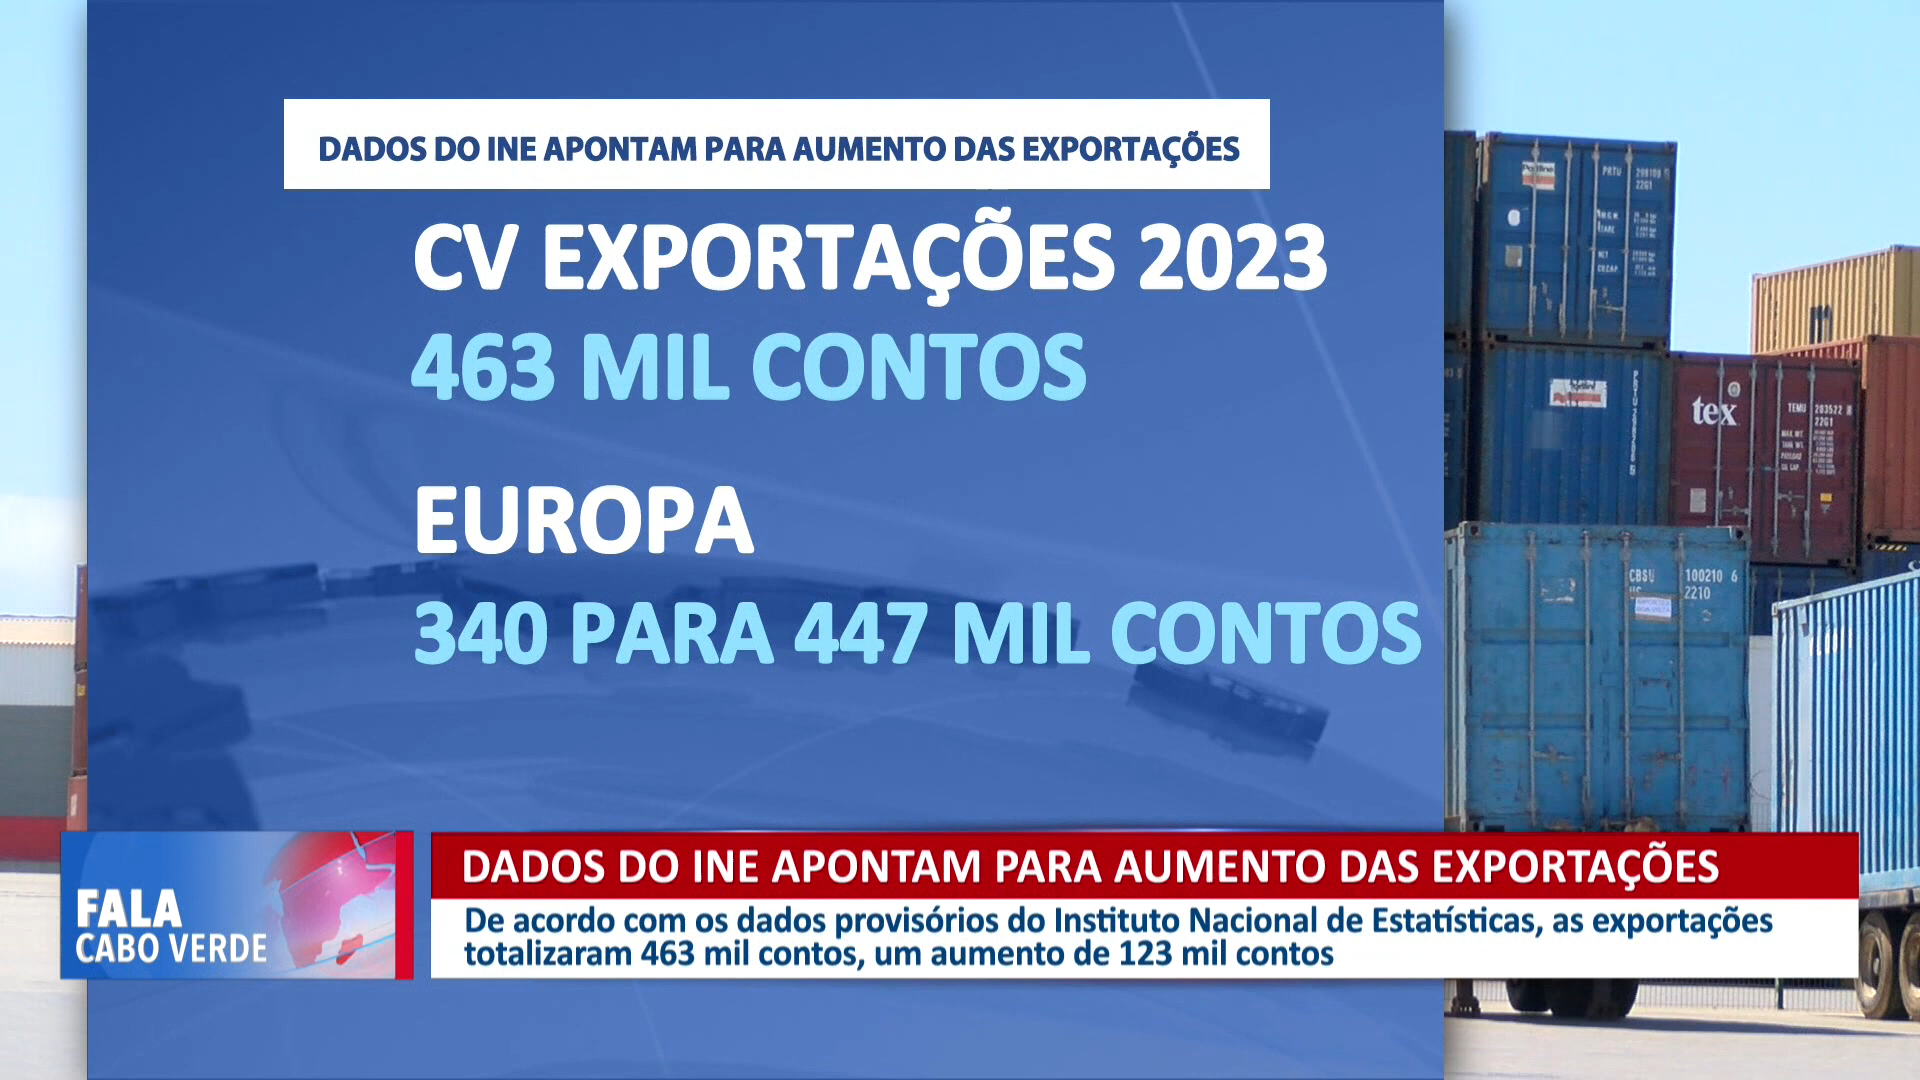 DADOS DO INE APONTAM PARA AUMENTO DAS EXPORTAÇÕES
CV EXPORTAÇÕES 2023
463 MIL CONTOS
EUROPA
340 PARA 447 MIL CONTOS
tex
CBSU 100210 6
2210
TEMU 203522
22G1
PRTU
22G1
FALA
CABO VERDE
DADOS DO INE APONTAM PARA AUMENTO DAS EXPORTAÇÕES
De acordo com os dados provisórios do Instituto Nacional de Estatísticas, as exportações
totalizaram 463 mil contos, um aumento de 123 mil contos